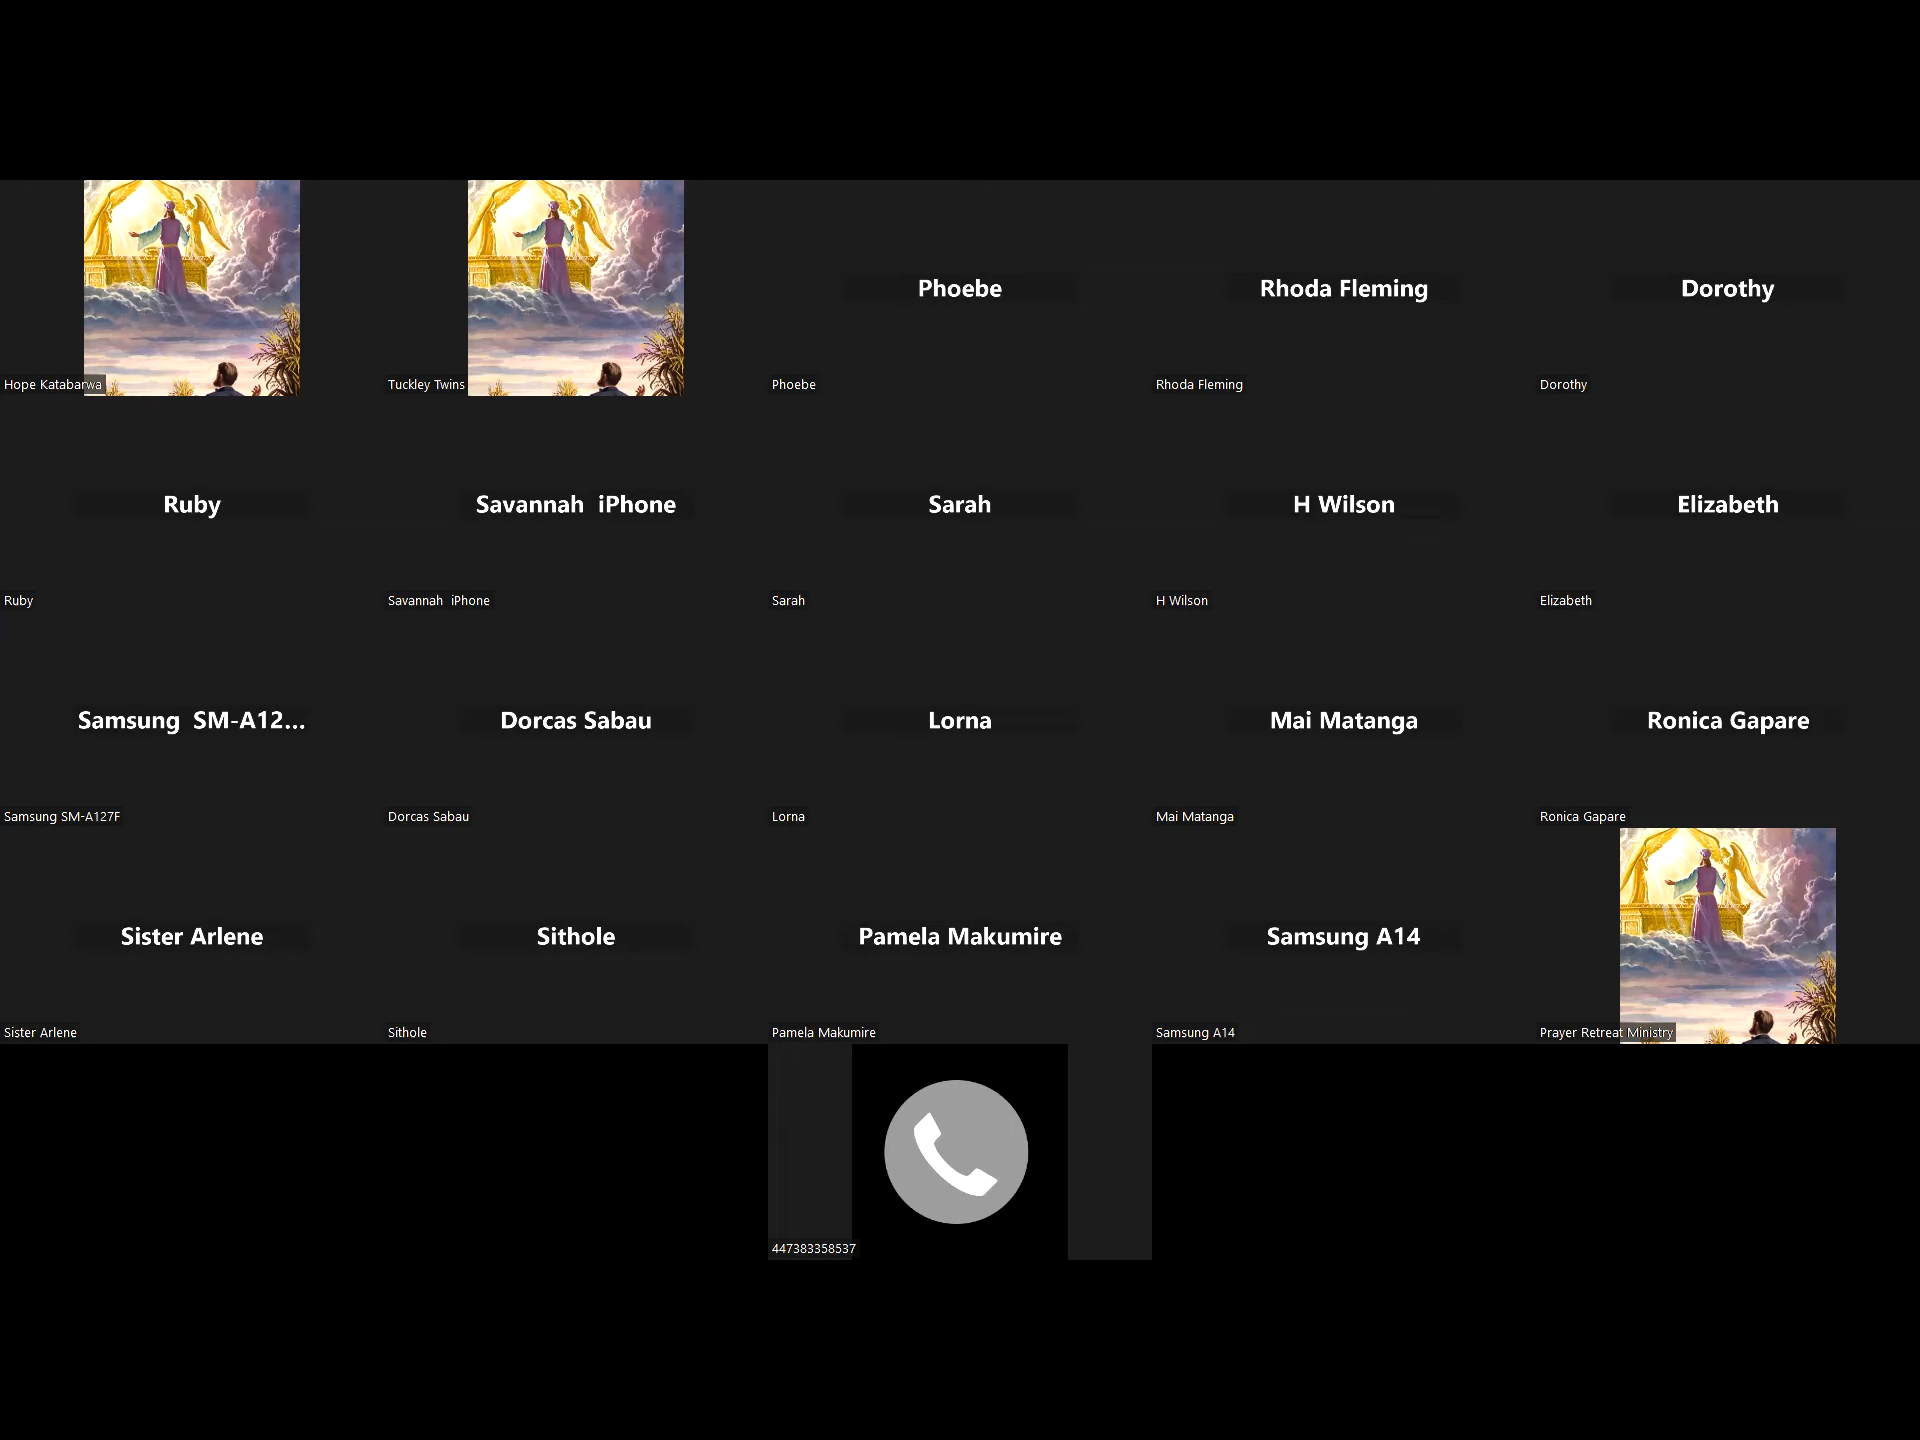 Hope Katabarwa
Tuckley Twins
Phoebe
Phoebe
Rhoda Fleming
Rhoda Fleming
Dorothy
Dorothy
Ruby
Ruby
Savannah  iPhone
Savannah  iPhone
Sarah
Sarah
H Wilson
H Wilson
Elizabeth
Elizabeth
Samsung  SM-A12...
Samsung SM-A127F
Dorcas Sabau
Dorcas Sabau
Lorna
Lorna
Mai Matanga
Mai Matanga
Ronica Gapare
Ronica Gapare
Sister Arlene
Sister Arlene
Sithole
Sithole
Pamela Makumire
Pamela Makumire
Samsung A14
Samsung A14
Prayer Retreat Ministry
447383358537